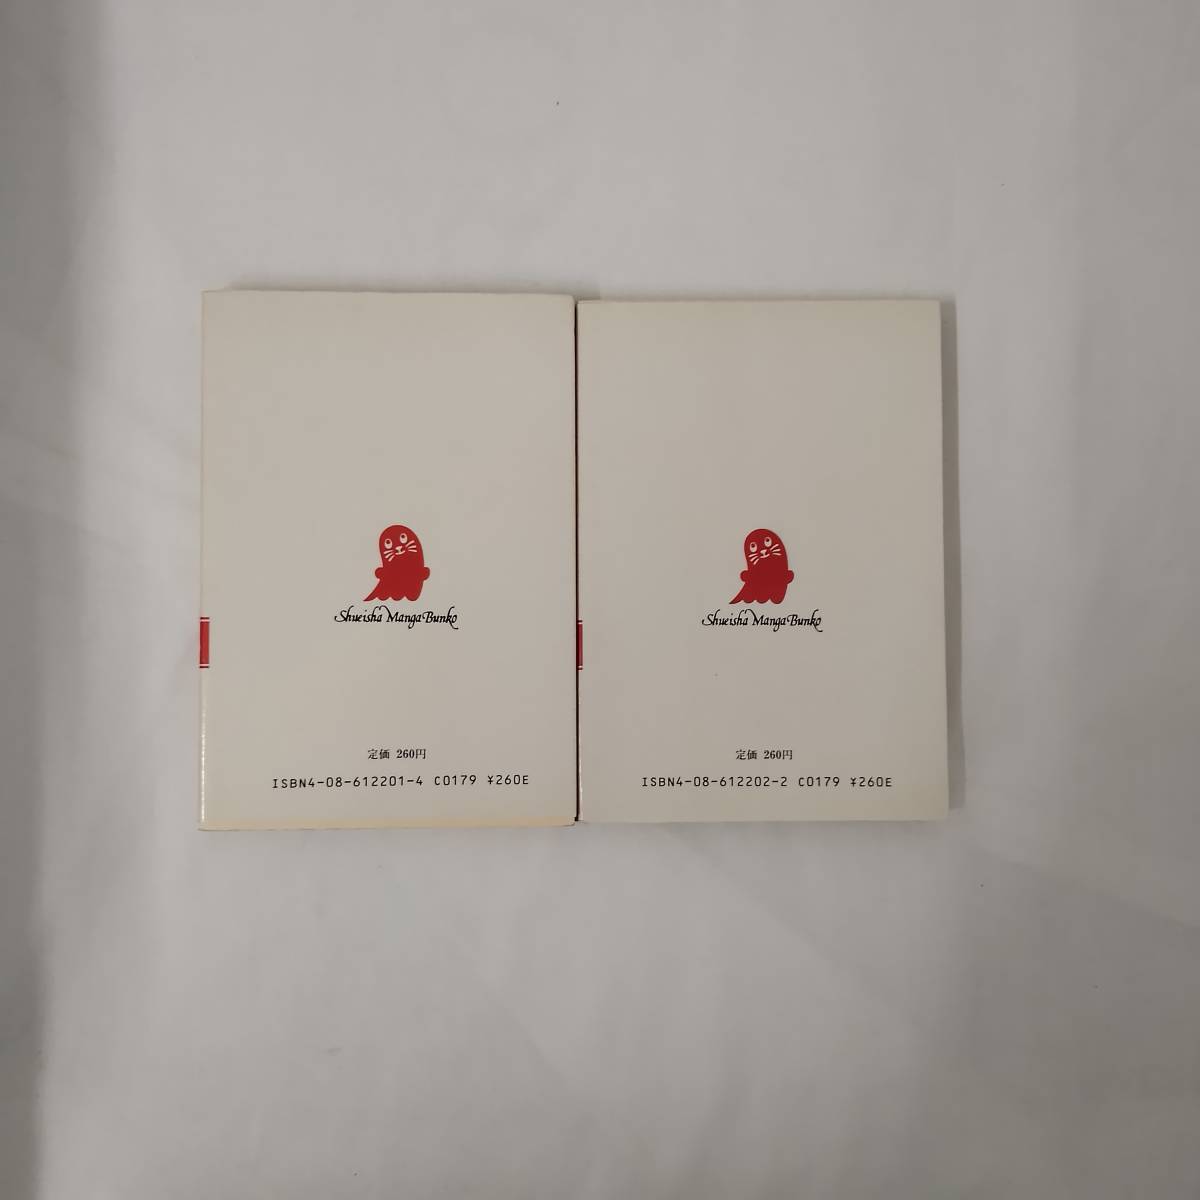 Shueisha Manga Bunko
定価 260円
ISBN4-08-612201-4 C0179 ¥260E
Shueisha Manga Bunko
定価 260円
ISBN4-08-612202-2 C0179 ¥260E